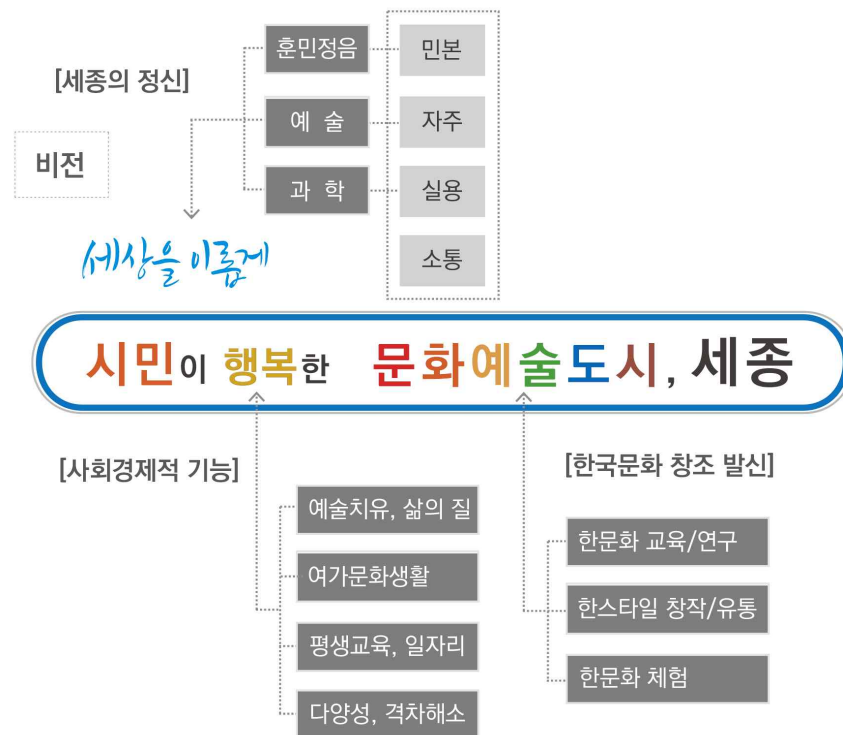 훈민정음
민본
[세종의 정신]
예 술
자주
비전
과 학
실용
세상을 이롭게
소통
시민이 행복한 문화예술도시, 세종
[사회경제적 기능]
[한국문화 창조 발신]
예술치유, 삶의 질
한문화 교육/연구
여가문화생활
한스타일 창작/유통
평생교육, 일자리
한문화 체험
다양성, 격차해소